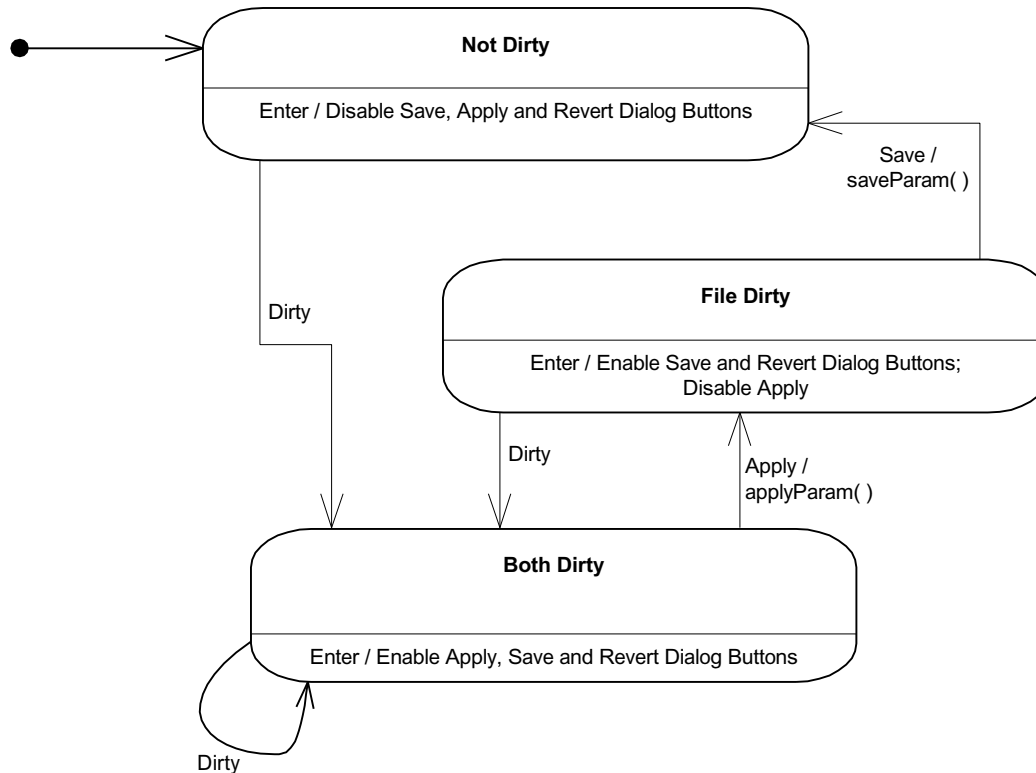 Not Dirty
Enter / Disable Save, Apply and Revert Dialog Buttons
Save /
saveParam( )
File Dirty
Dirty
Enter / Enable Save and Revert Dialog Buttons;
Disable Apply
Dirty
Apply /
applyParam( )
Both Dirty
Enter / Enable Apply, Save and Revert Dialog Buttons
Dirty